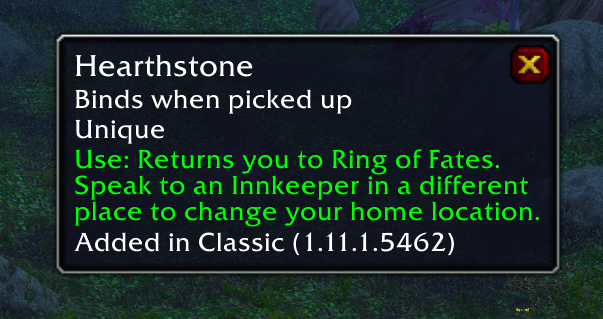 Hearthstone
Binds when picked up
Unique
Use: Returns you to Ring of Fates.
Speak to an Innkeeper in a different
place to change your home location.
Added in Classic (1.11.1.5462)